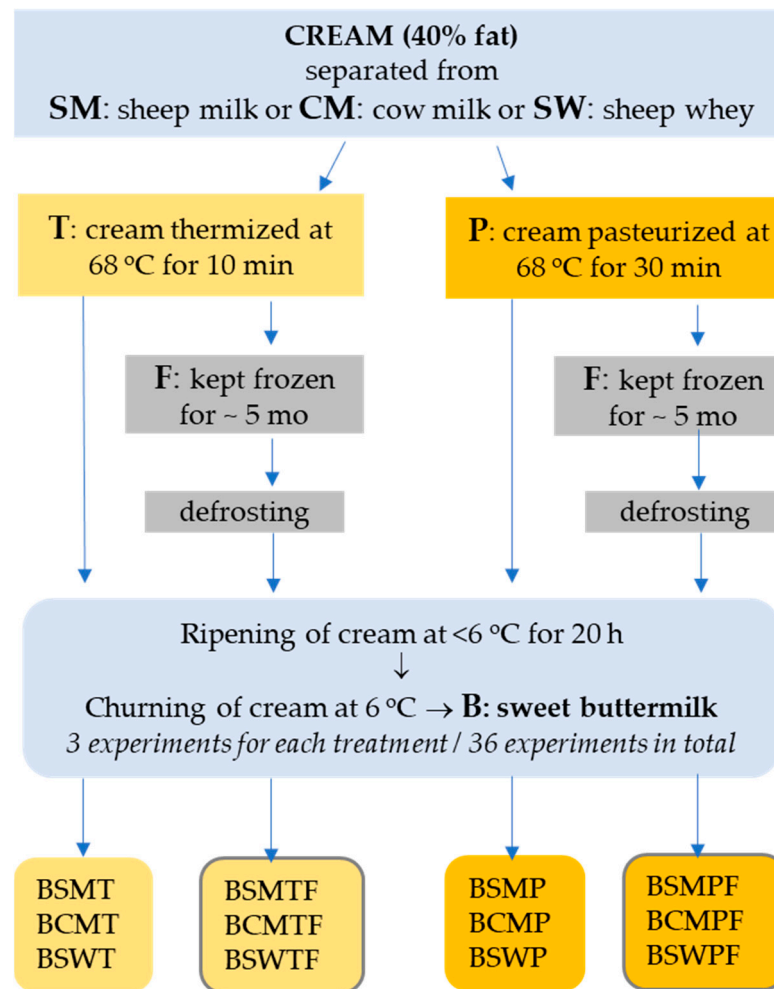 CREAM (40% fat)
separated from
SM: sheep milk or CM: cow milk or SW: sheep whey
T: cream thermized at
68 °C for 10 min
P: cream pasteurized at
68 °C for 30 min
F: kept frozen
for ~ 5 mo
F: kept frozen
for ~ 5 mo
defrosting
defrosting
Ripening of cream at <6 °C for 20 h
↓
Churning of cream at 6 °C → B: sweet buttermilk
3 experiments for each treatment / 36 experiments in total
BSMT
BCMT
BSWT
BSMTF
BCMTF
BSWTF
BSMP
BCMP
BSWP
BSMPF
BCMPF
BSWPF